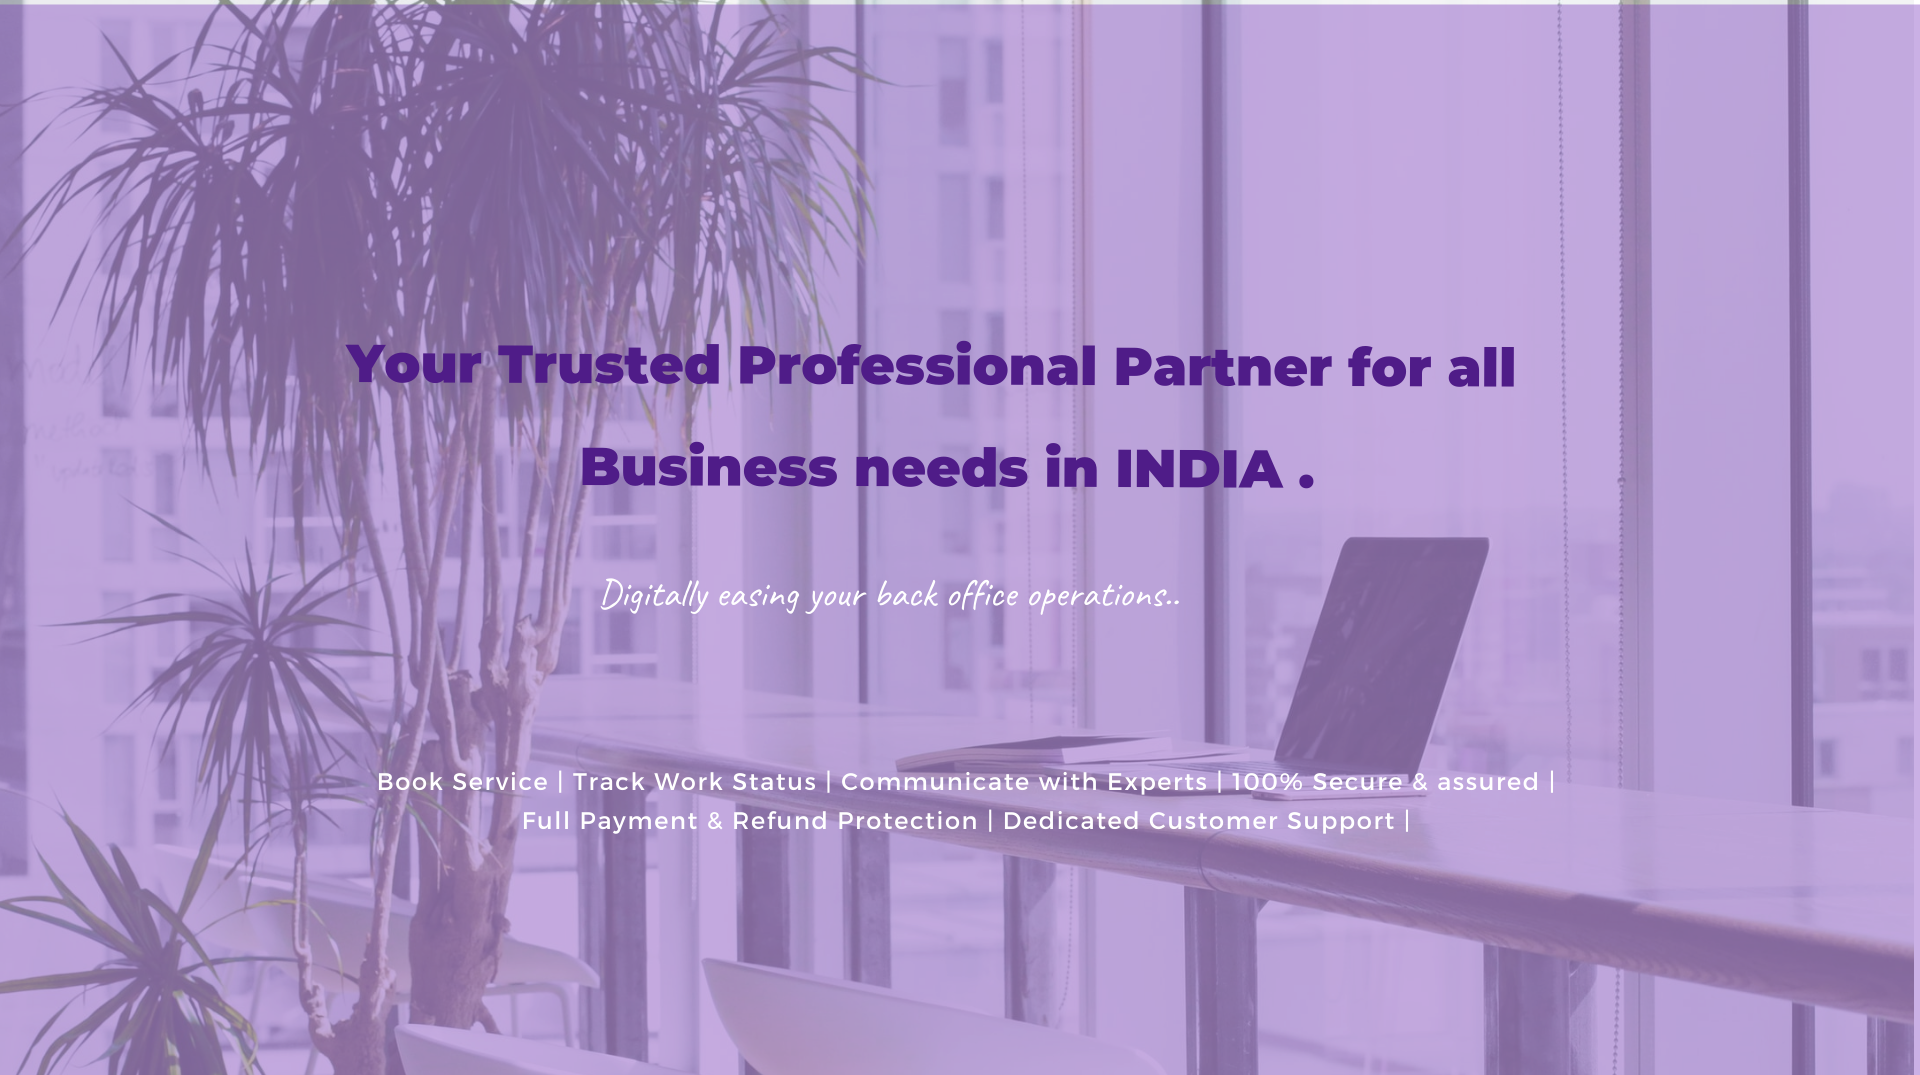 Your Trusted Professional Partner for all
Business needs in INDIA .
Digitally easing your back office operations..
Book Service | Track Work Status | Communicate with Experts | 100% Secure & assured |
Full Payment & Refund Protection | Dedicated Customer Support |